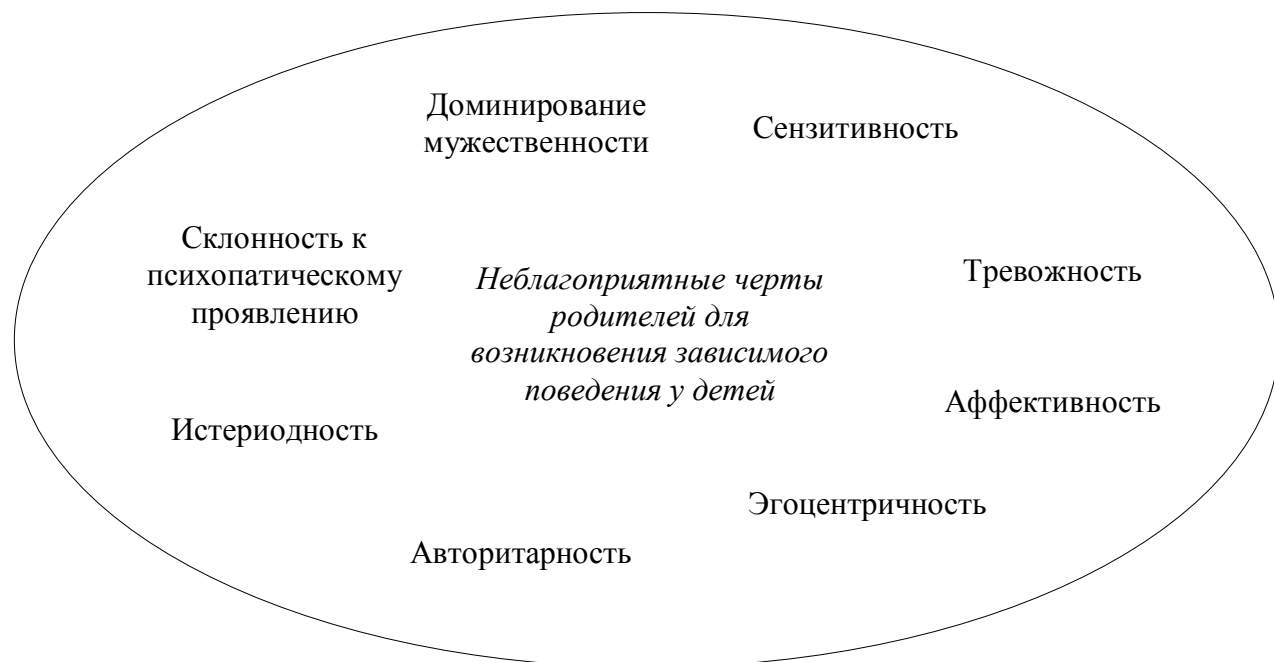 Доминирование
мужественности
Сензитивность
Склонность к
психопатическому
проявлению
Неблагоприятные черты
родителей для
возникновения зависимого
поведения у детей
Тревожность
Аффективность
Истериодность
Эгоцентричность
Авторитарность